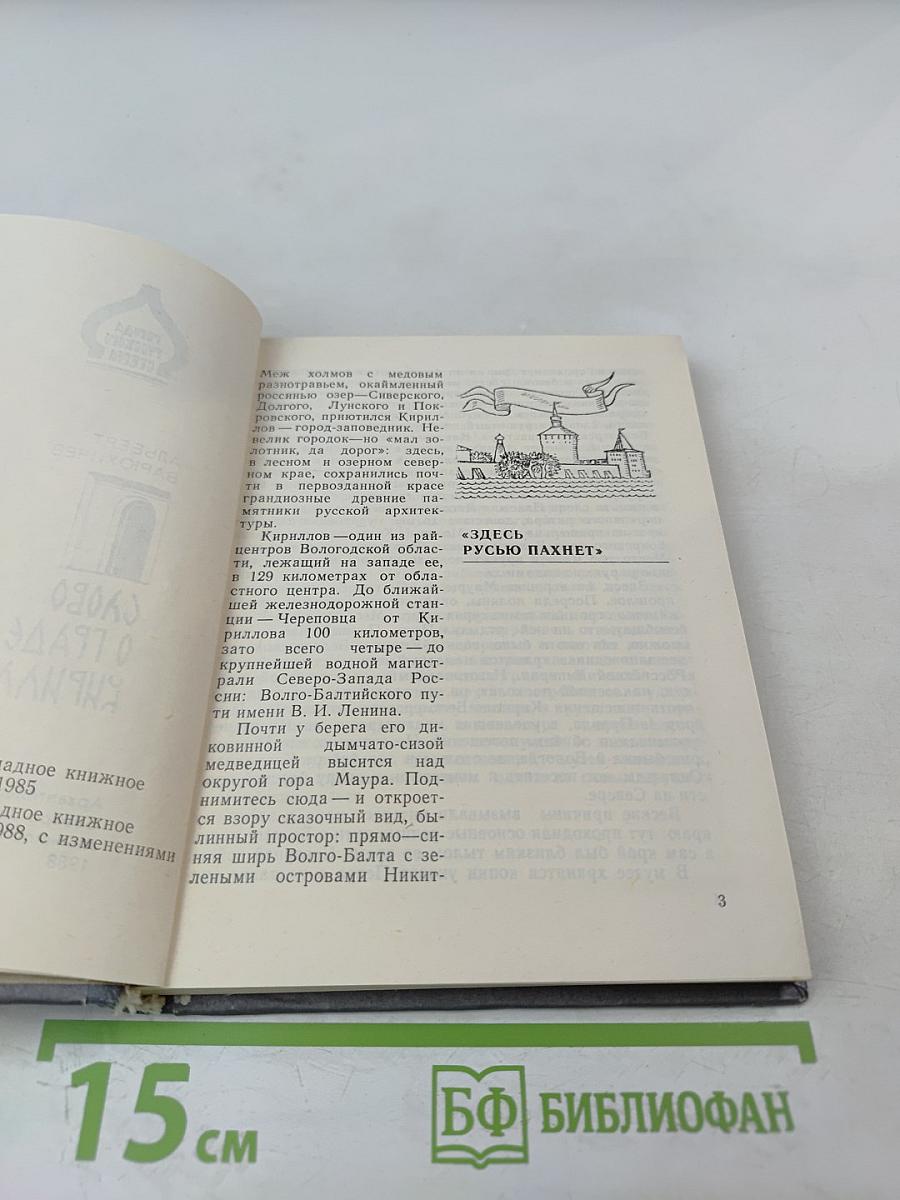 адное книжное
1985
дное книжное
988, с изменениями
Меж холмов с медовым
разнотравьем, окаймленный
россинью озер—Сиверского,
Долгого, Лунского и Пок-
ровского, приютился Кирил-
лов — город-заповедник. Не-
велик городок—но «мал зо-
лотник, да дорог»: здесь,
в лесном и озерном север-
ном крае, сохранились поч-
ти в первозданной красе
грандиозные древние па-
мятники русской архитек-
туры.
Кириллов—один из рай-
центров Вологодской облас-
ти, лежащий на западе ее,
в 129 километрах от обла-
стного центра. До ближай-
шей железнодорожной стан-
ции — Череповца от Ки-
риллова 100 километров,
зато всего четыре — до
крупнейшей водной магист-
рали Северо-Запада Рос-
сии: Волго-Балтийского пу-
ти имени В. И. Ленина.
Почти у берега его ди-
ковинной дымчато-сизой
медведицей высится над
округой гора Маура. Под-
нимитесь сюда — и откроет-
ся взору сказочный вид, бы-
линный простор: прямо—си-
няя ширь Волго-Балта с зе-
леными островами Никит-
«ЗДЕСЬ
РУСЬЮ ПАХНЕТ»
3
15 см
БФ БИБЛИОФАН